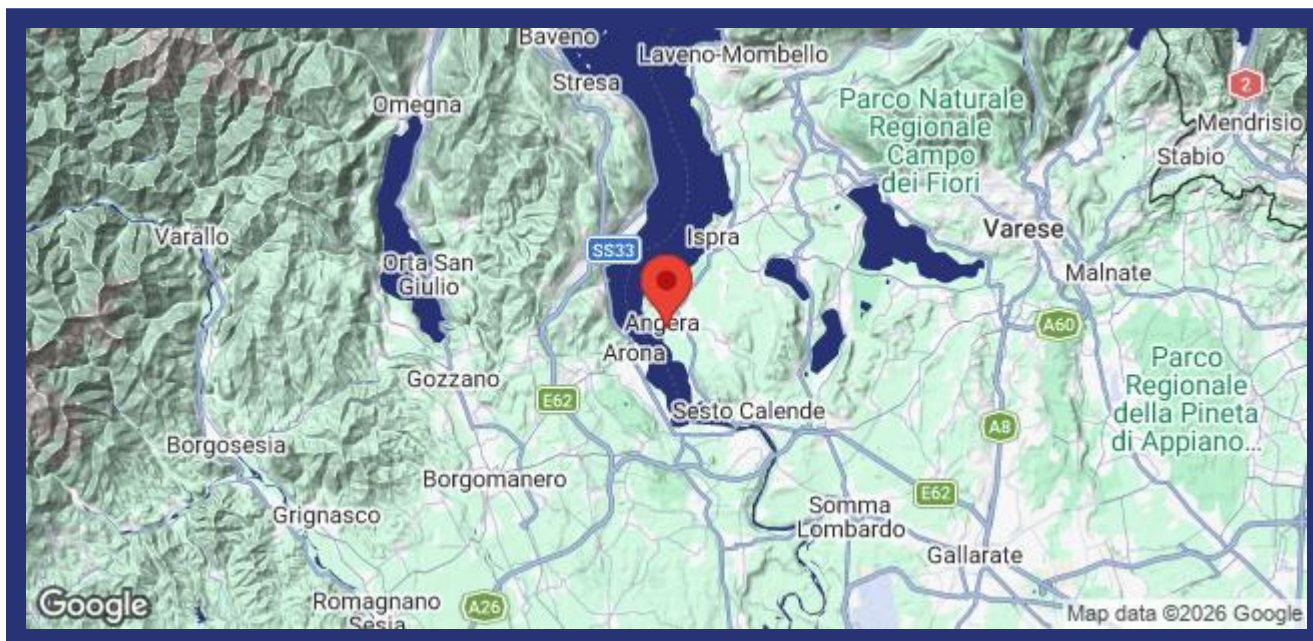 Baveno
Laveno-Mombello
Stresa
Omegna
Parco Naturale
Regionale
Campo
dei Fiori
2
Mendrisio
Stabio
Varallo
Ispra
Varese
SS33
Orta San
Giulio
Malnate
Angera
A60
Arona
Gozzano
Parco
Regionale
della Pineta
di Appiano...
E62
Sesto Calende
A8
Borgosesia
Borgomanero
E62
Grignasco
Somma
Lombardo
Gallarate
Romagnano
Sesia
A26
Google
Map data ©2026 Google